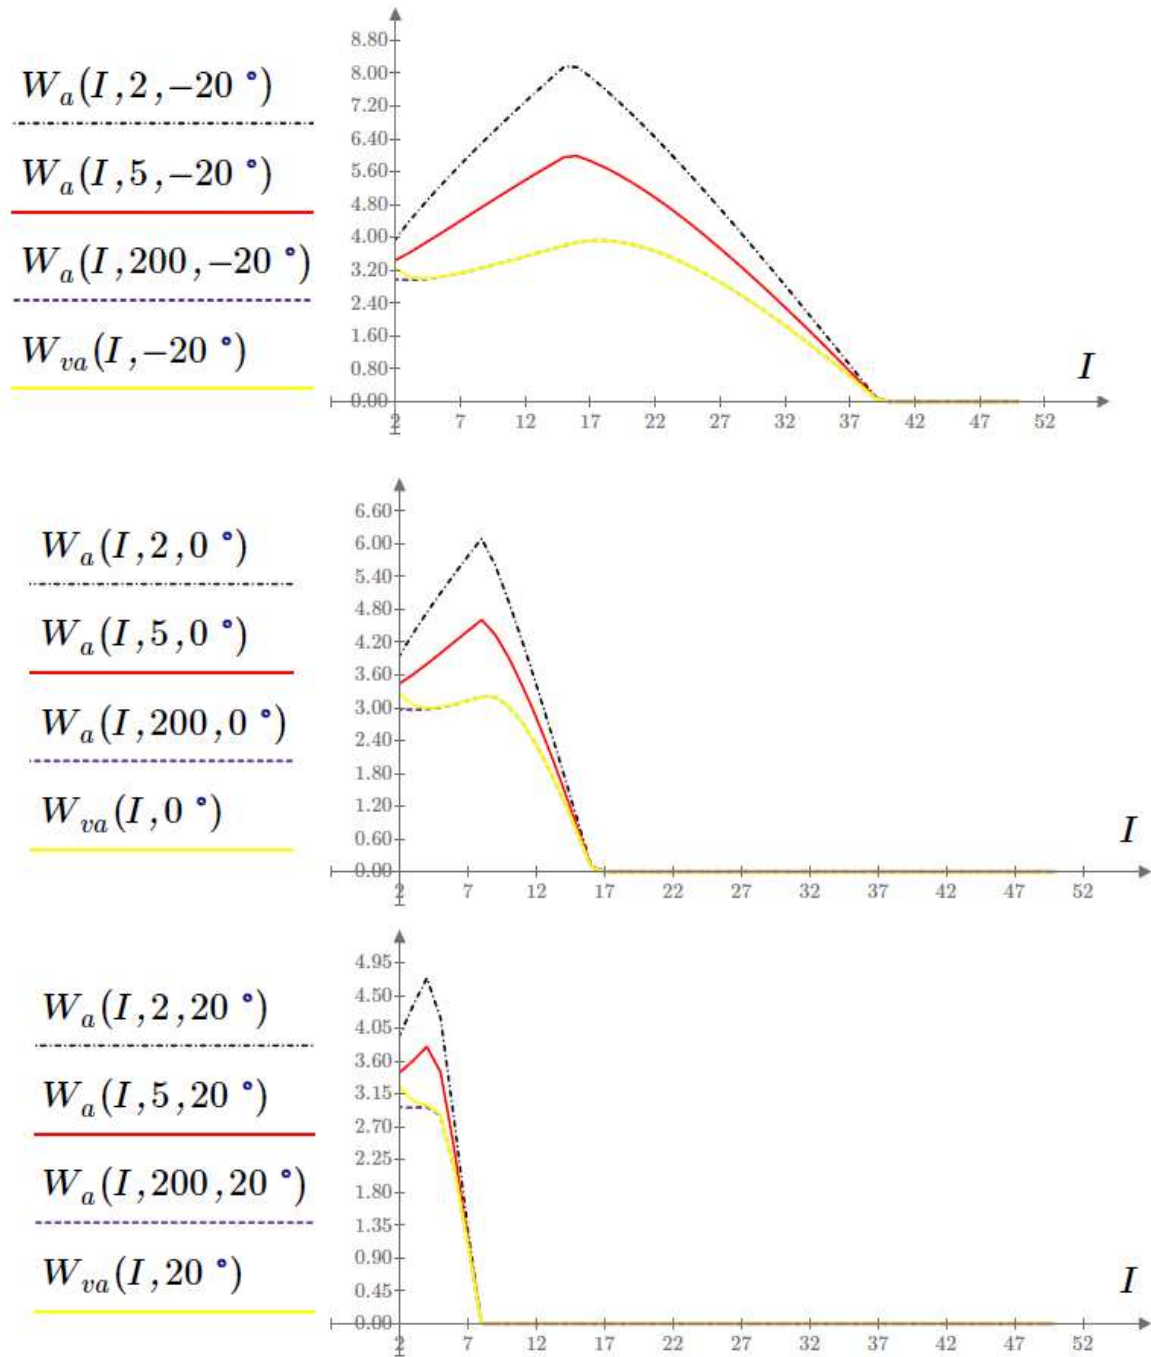 8.80
8.00
7.20
6.40
5.60
4.80
4.00
3.20
2.40
1.60
0.80
0.00
W_a(I,2,−20 °)
W_a(I,5,−20 °)
W_a(I,200,−20 °)
W_va(I,−20 °)
I
2 7 12 17 22 27 32 37 42 47 52
6.60
6.00
5.40
4.80
4.20
3.60
3.00
2.40
1.80
1.20
0.60
0.00
W_a(I,2,0 °)
W_a(I,5,0 °)
W_a(I,200,0 °)
W_va(I,0 °)
I
2 7 12 17 22 27 32 37 42 47 52
4.95
4.50
4.05
3.60
3.15
2.70
2.25
1.80
1.35
0.90
0.45
0.00
W_a(I,2,20 °)
W_a(I,5,20 °)
W_a(I,200,20 °)
W_va(I,20 °)
I
2 7 12 17 22 27 32 37 42 47 52